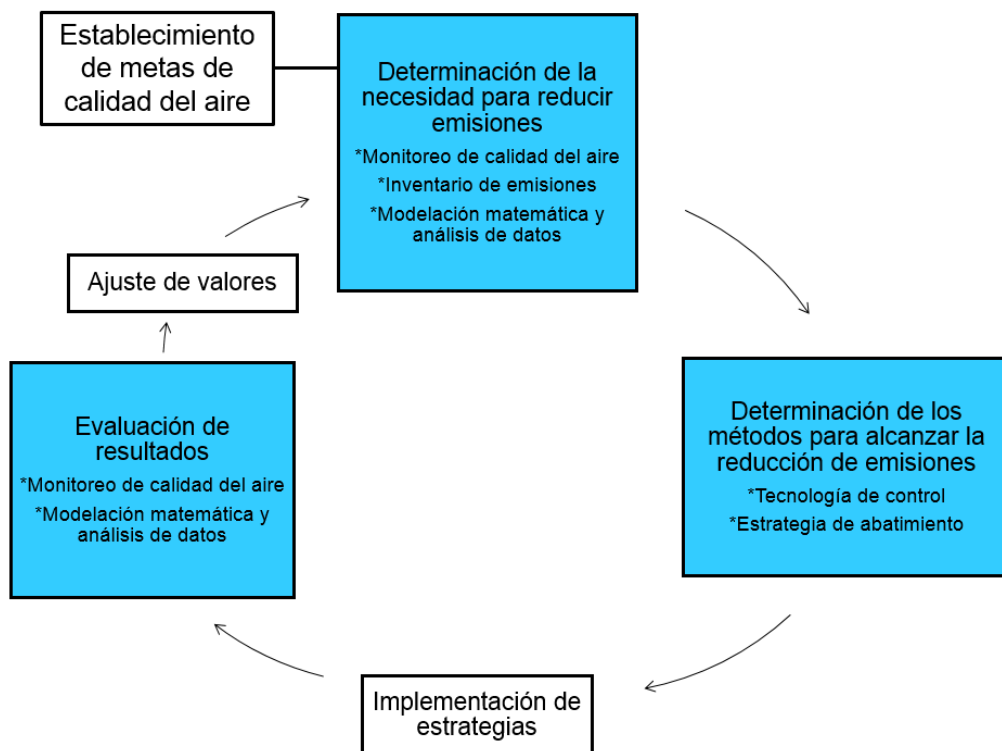 Establecimiento
de metas de
calidad del aire
Determinación de la
necesidad para reducir
emisiones
*Monitoreo de calidad del aire
*Inventario de emisiones
*Modelación matemática y
análisis de datos
Ajuste de valores
Evaluación de
resultados
*Monitoreo de calidad del aire
*Modelación matemática y
análisis de datos
Determinación de los
métodos para alcanzar la
reducción de emisiones
*Tecnología de control
*Estrategia de abatimiento
Implementación de
estrategias